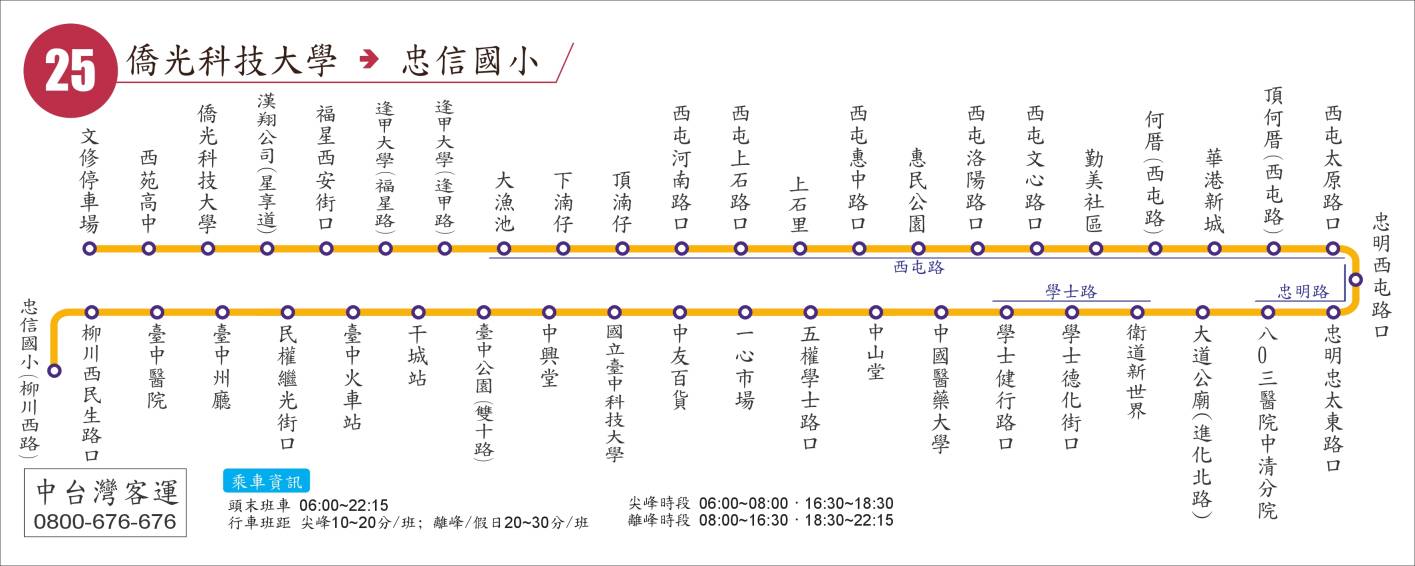 25 僑光科技大學 ➔ 忠信國小
文修停車場
西苑高中
僑光科技大學
漢翔公司(星享道)
福星西安街口
逢甲大學(福星路)
逢甲大學(逢甲路)
大漁池
下湳仔
頂湳仔
西屯河南路口
西屯上石路口
上石里
西屯惠中路口
惠民公園
西屯洛陽路口
西屯文心路口
勤美社區
何厝(西屯路)
華港新城
頂何厝(西屯路)
西屯太原路口
忠明西屯路口
西屯路
學士路
忠明路
忠明忠太東路口
八0三醫院中清分院
大道公廟(進化北路)
衛道新世界
學士德化街口
學士健行路口
中國醫藥大學
中山堂
五權學士路口
一心市場
中友百貨
國立臺中科技大學
中興堂
臺中公園(雙十路)
干城站
臺中火車站
民權繼光街口
臺中州廳
臺中醫院
柳川西民生路口
忠信國小(柳川西路)
中台灣客運
0800-676-676
乘車資訊
頭末班車 06:00~22:15
行車班距 尖峰10~20分/班; 離峰/假日20~30分/班
尖峰時段 06:00~08:00 · 16:30~18:30
離峰時段 08:00~16:30 · 18:30~22:15